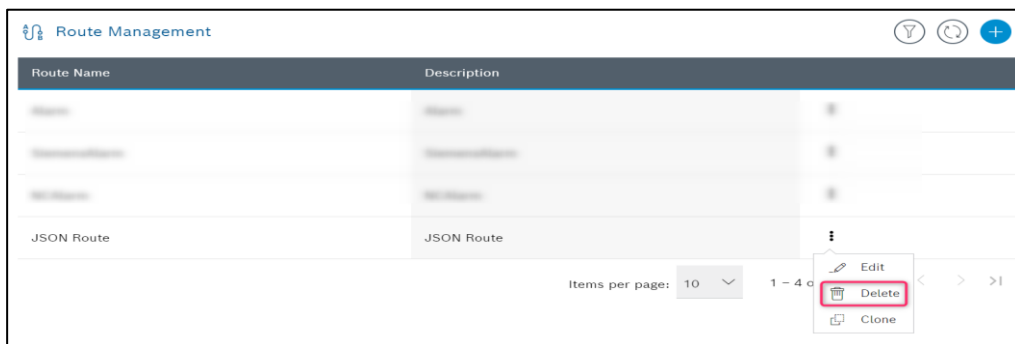 Route Management
Route Name Description
JSON Route JSON Route
Edit
Items per page: 10 1 – 4 o
Delete
Clone